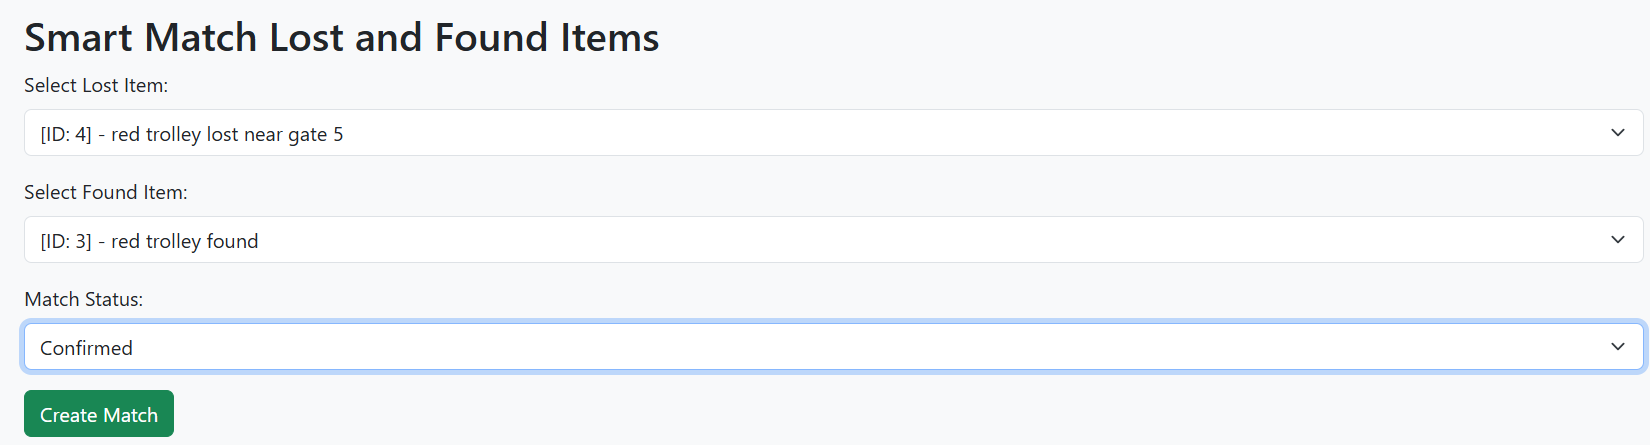 Smart Match Lost and Found Items
Select Lost Item:
[ID: 4] - red trolley lost near gate 5
Select Found Item:
[ID: 3] - red trolley found
Match Status:
Confirmed
Create Match